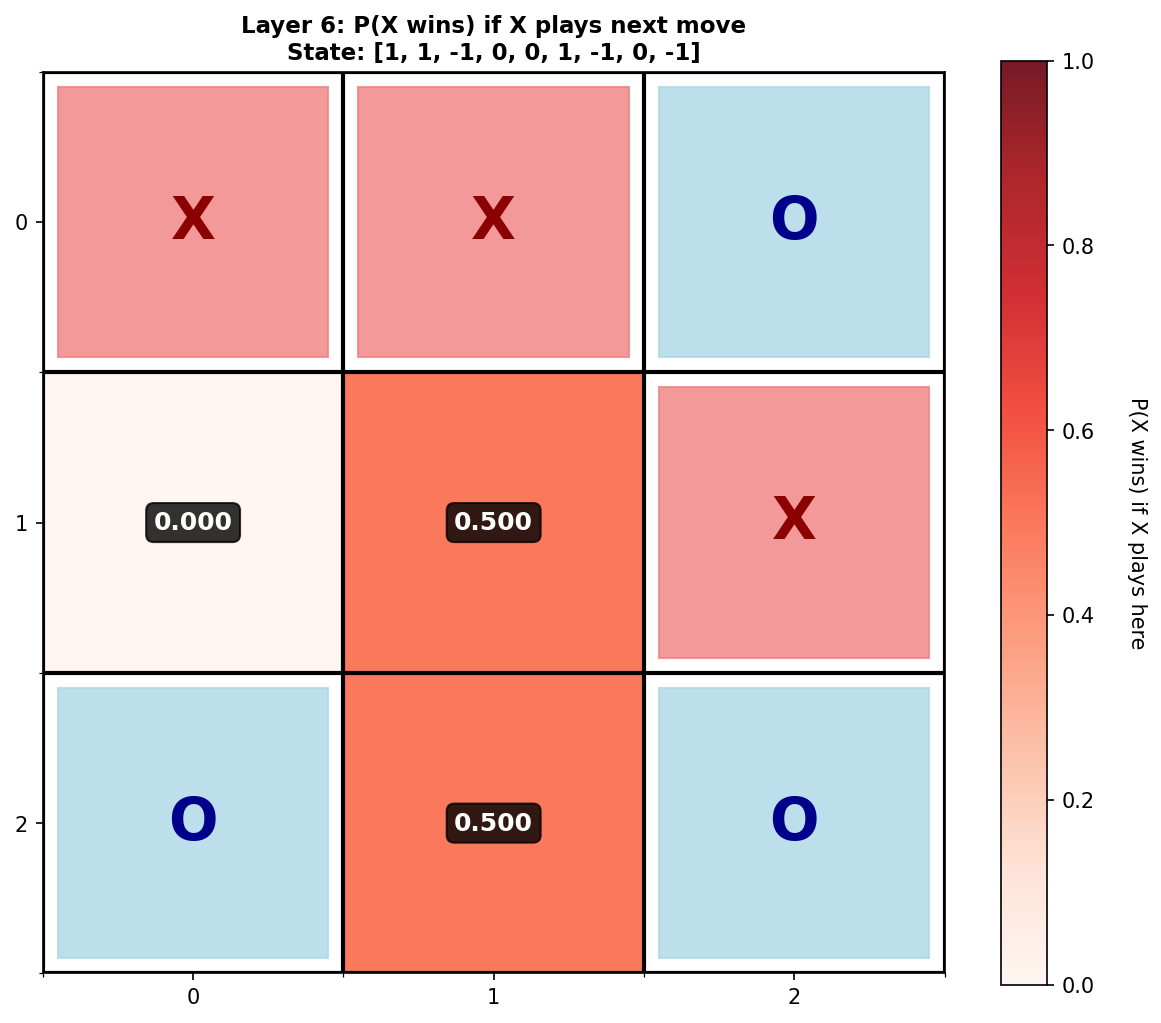 Layer 6: P(X wins) if X plays next move
State: [1, 1, -1, 0, 0, 1, -1, 0, -1]
0
X
X
O
1
0.000
0.500
X
2
O
0.500
O
0
1
2
1.0
0.8
0.6
0.4
0.2
0.0
P(X wins) if X plays here